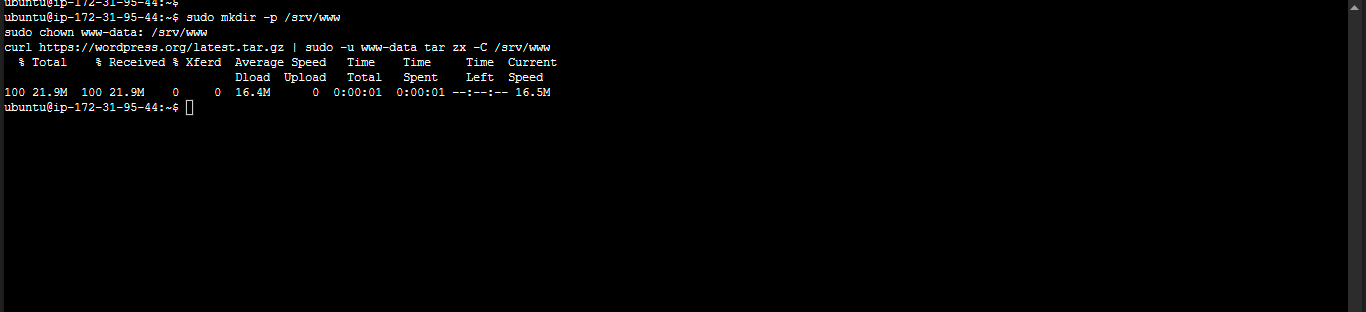 ubuntu@ip-172-31-95-44:~$
ubuntu@ip-172-31-95-44:~$ sudo mkdir -p /srv/www
sudo chown www-data: /srv/www
curl https://wordpress.org/latest.tar.gz | sudo -u www-data tar zx -C /srv/www
  % Total    % Received % Xferd  Average Speed   Time    Time     Time  Current
                                 Dload  Upload   Total   Spent    Left  Speed
100 21.9M  100 21.9M    0     0  16.4M      0  0:00:01  0:00:01 --:--:-- 16.5M
ubuntu@ip-172-31-95-44:~$